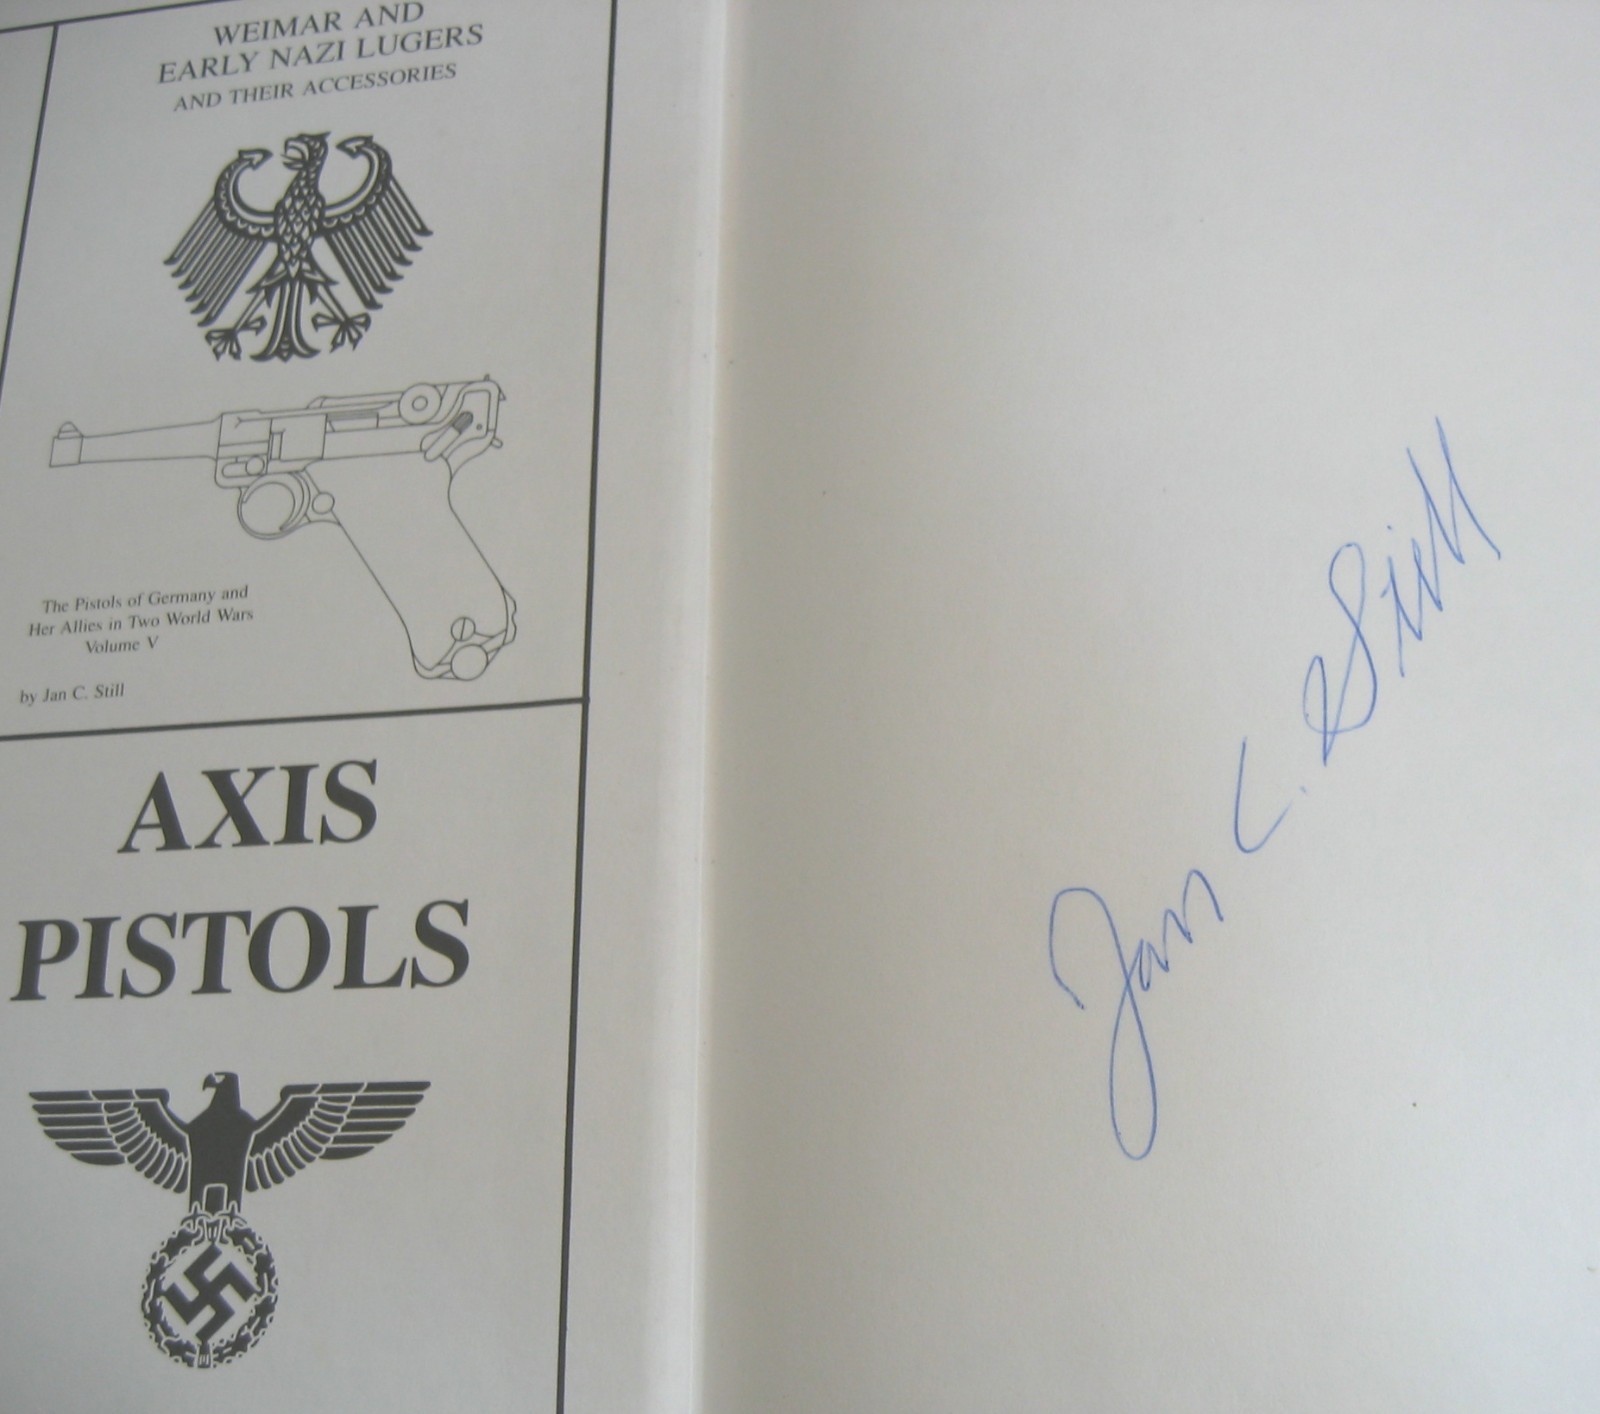 WEIMAR AND
EARLY NAZI LUGERS
AND THEIR ACCESSORIES
The Pistols of Germany and
Her Allies in Two World Wars
Volume V
by Jan C. Still
AXIS
PISTOLS
Jan C. Still